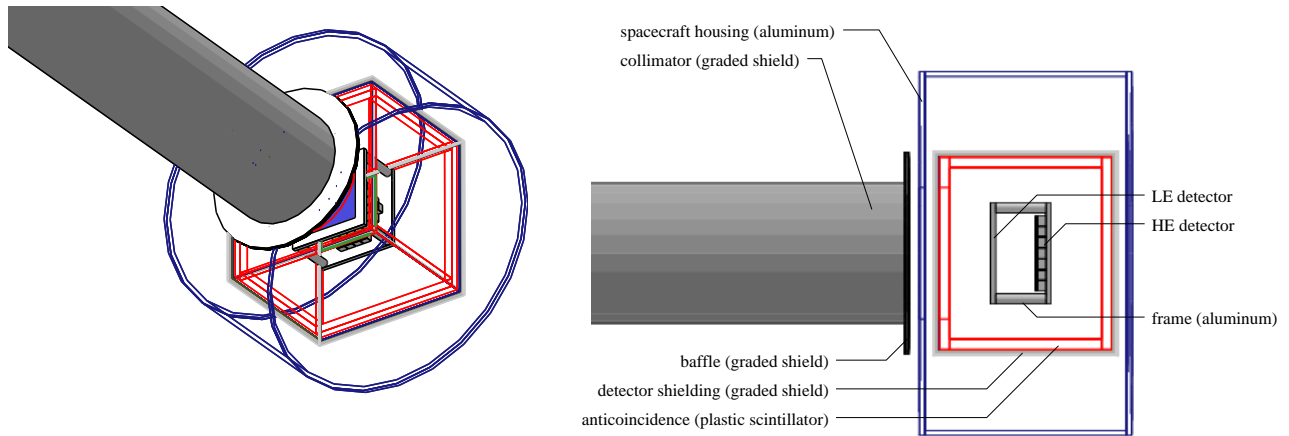 spacecraft housing (aluminum)
collimator (graded shield)
LE detector
HE detector
frame (aluminum)
baffle (graded shield)
detector shielding (graded shield)
anticoincidence (plastic scintillator)